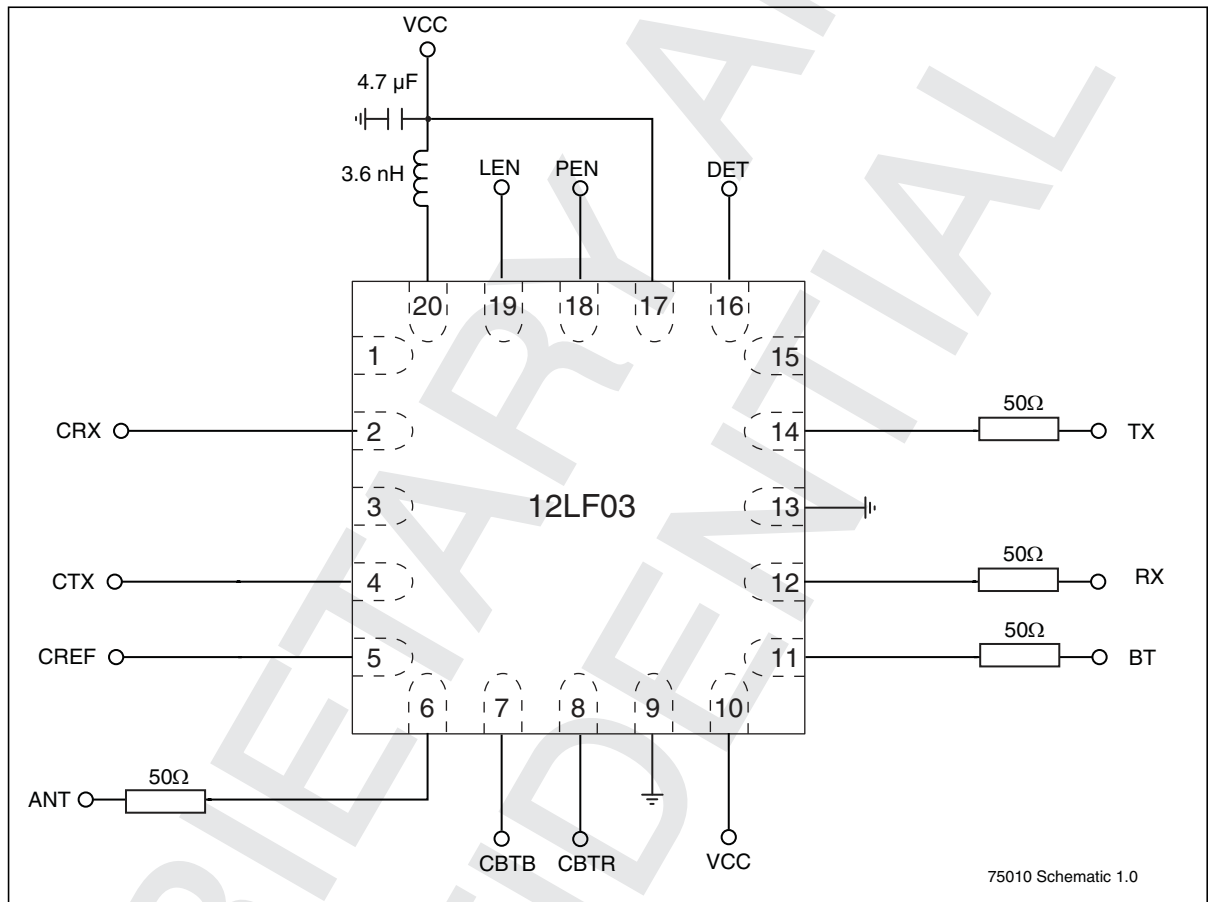 VCC
4.7 µF
3.6 nH
LEN
PEN
DET
20
19
18
17
16
1
15
CRX
2
14
50Ω
TX
3
12LF03
13
CTX
4
12
50Ω
RX
CREF
5
11
50Ω
BT
6
7
8
9
10
ANT
50Ω
CBTB
CBTR
VCC
75010 Schematic 1.0